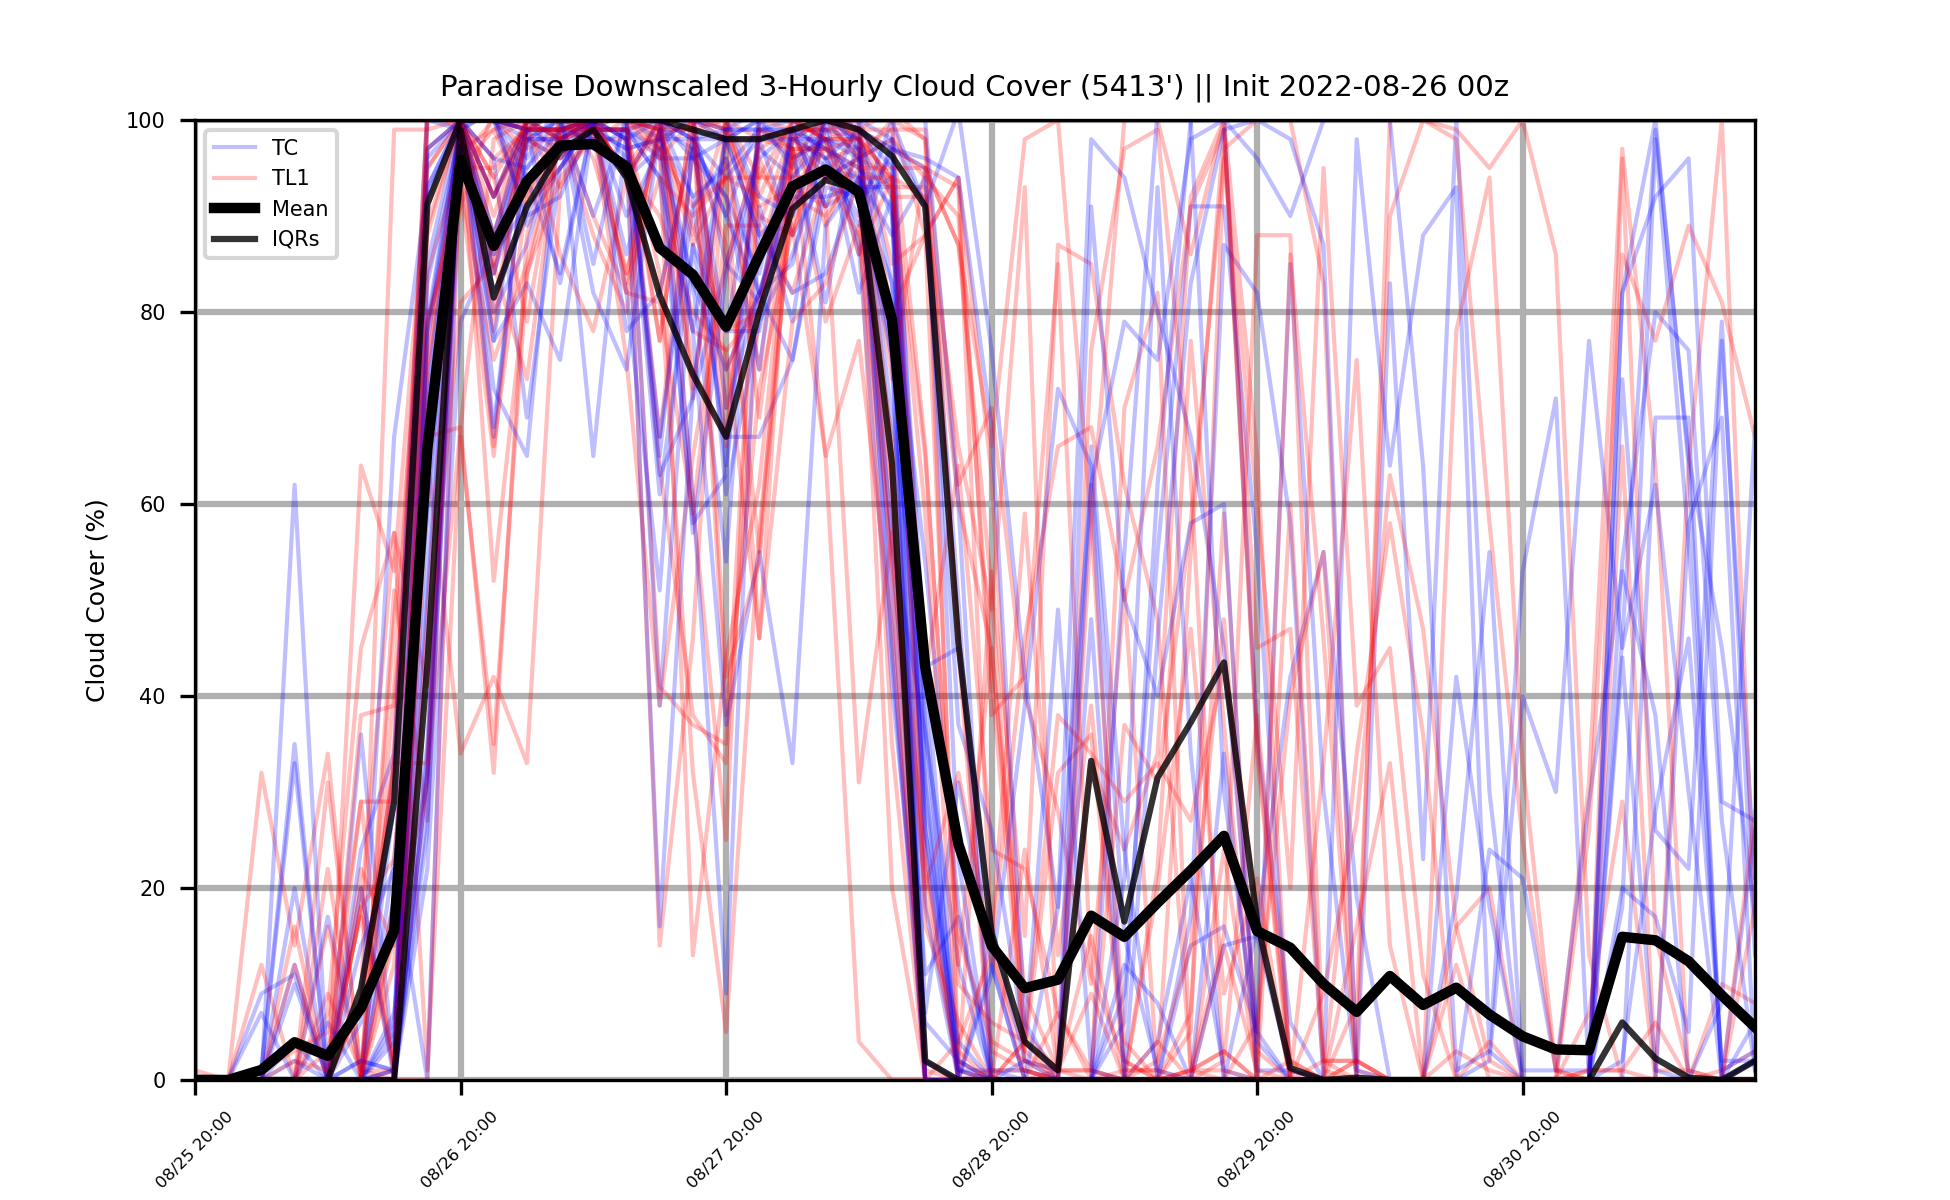 Paradise Downscaled 3-Hourly Cloud Cover (5413') || Init 2022-08-26 00z
TC
TL1
Mean
IQRs
Cloud Cover (%)
100
80
60
40
20
0
08/25 20:00
08/26 20:00
08/27 20:00
08/28 20:00
08/29 20:00
08/30 20:00